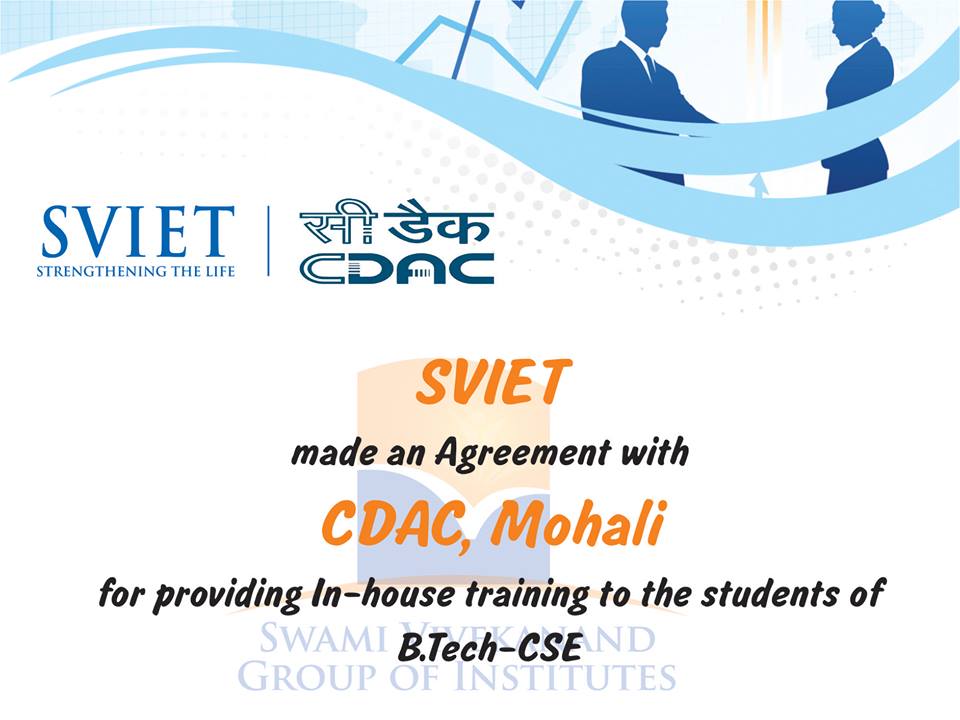 SVIET
STRENGTHENING THE LIFE
सी डैक
CDAC
SVIET
made an Agreement with
CDAC, Mohali
for providing In-house training to the students of
B.Tech-CSE
SWAMI VIVEKANAND
GROUP OF INSTITUTES